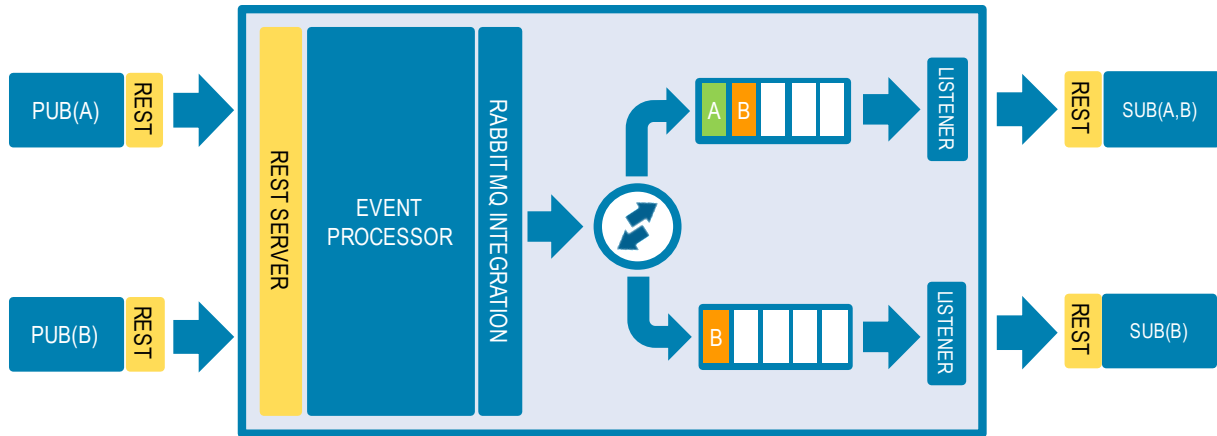 PUB(A)
REST
PUB(B)
REST
REST SERVER
EVENT
PROCESSOR
RABBIT MQ INTEGRATION
A
B
LISTENER
REST
SUB(A,B)
B
LISTENER
REST
SUB(B)